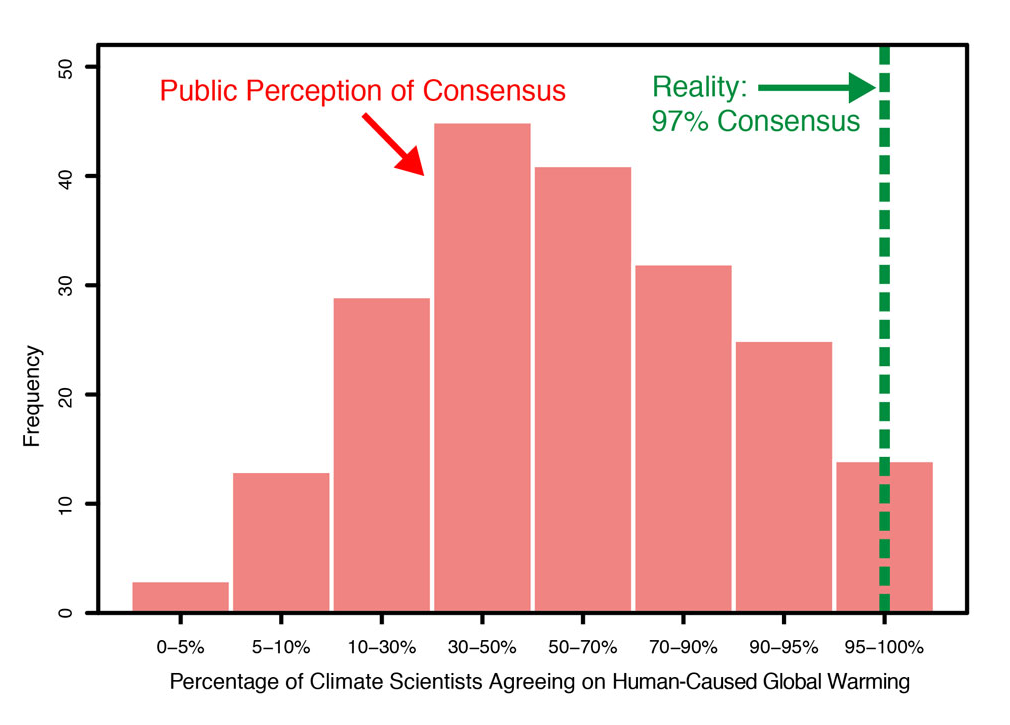 Public Perception of Consensus
Reality:
97% Consensus
Frequency
50
40
30
20
10
0
0–5%
5–10%
10–30%
30–50%
50–70%
70–90%
90–95%
95–100%
Percentage of Climate Scientists Agreeing on Human-Caused Global Warming